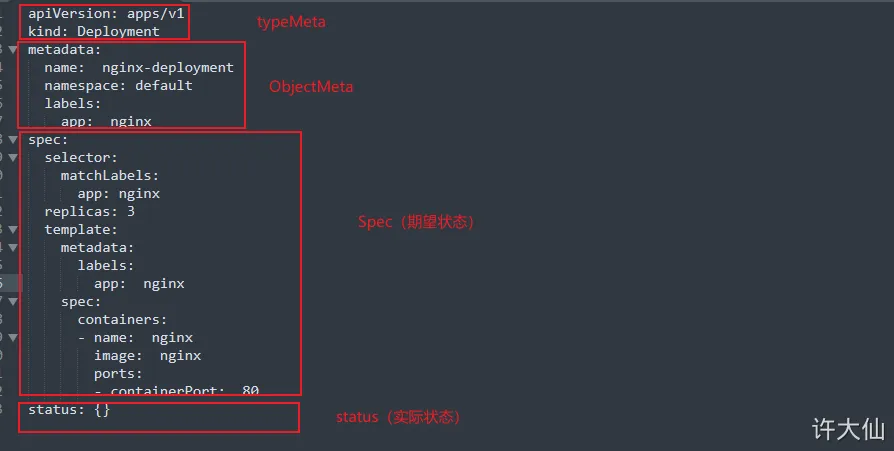 apiVersion: apps/v1
kind: Deployment
typeMeta
metadata:
  name:  nginx-deployment
  namespace: default
  labels:
    app:  nginx
ObjectMeta
spec:
  selector:
    matchLabels:
      app: nginx
  replicas: 3
  template:
    metadata:
      labels:
        app:  nginx
    spec:
      containers:
      - name:  nginx
        image:  nginx
        ports:
        - containerPort:  80
Spec（期望状态）
status: {}
status（实际状态）
许大仙